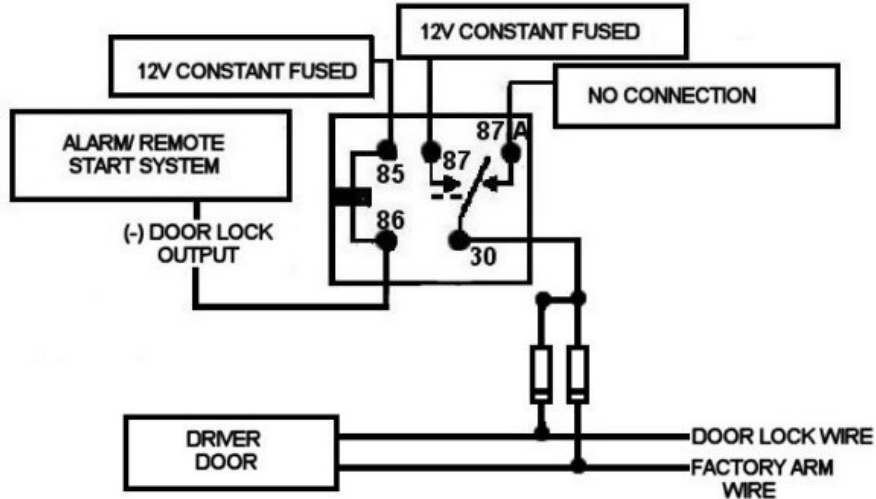 12V CONSTANT FUSED
12V CONSTANT FUSED
NO CONNECTION
ALARM/ REMOTE
START SYSTEM
87A
87
85
86
30
(-) DOOR LOCK
OUTPUT
DRIVER
DOOR
DOOR LOCK WIRE
FACTORY ARM
WIRE